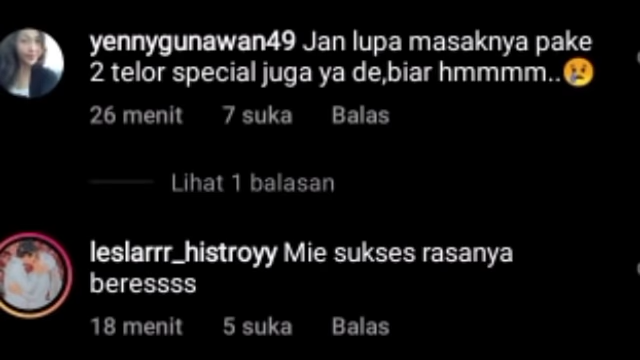 yennygunawan49 Jan lupa masaknya pake
2 telor special juga ya de,biar hmmmm..😢
26 menit 7 suka Balas
Lihat 1 balasan
leslarrr_histroyy Mie sukses rasanya
beressss
18 menit 5 suka Balas